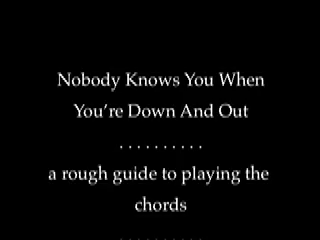 Nobody Knows You When
You're Down And Out
. . . . . . . . . .
a rough guide to playing the
chords
. . . . . . . . . .